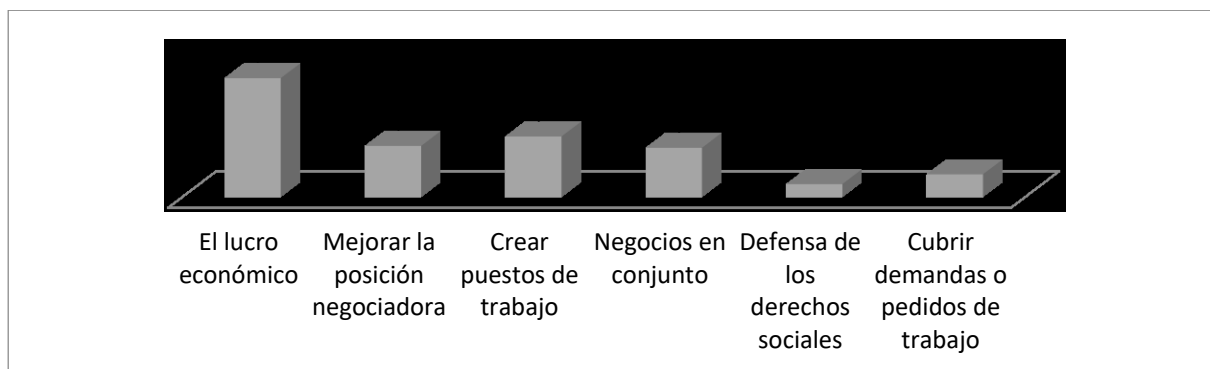 El lucro
económico
Mejorar la
posición
negociadora
Crear
puestos de
trabajo
Negocios en
conjunto
Defensa de
los
derechos
sociales
Cubrir
demandas o
pedidos de
trabajo